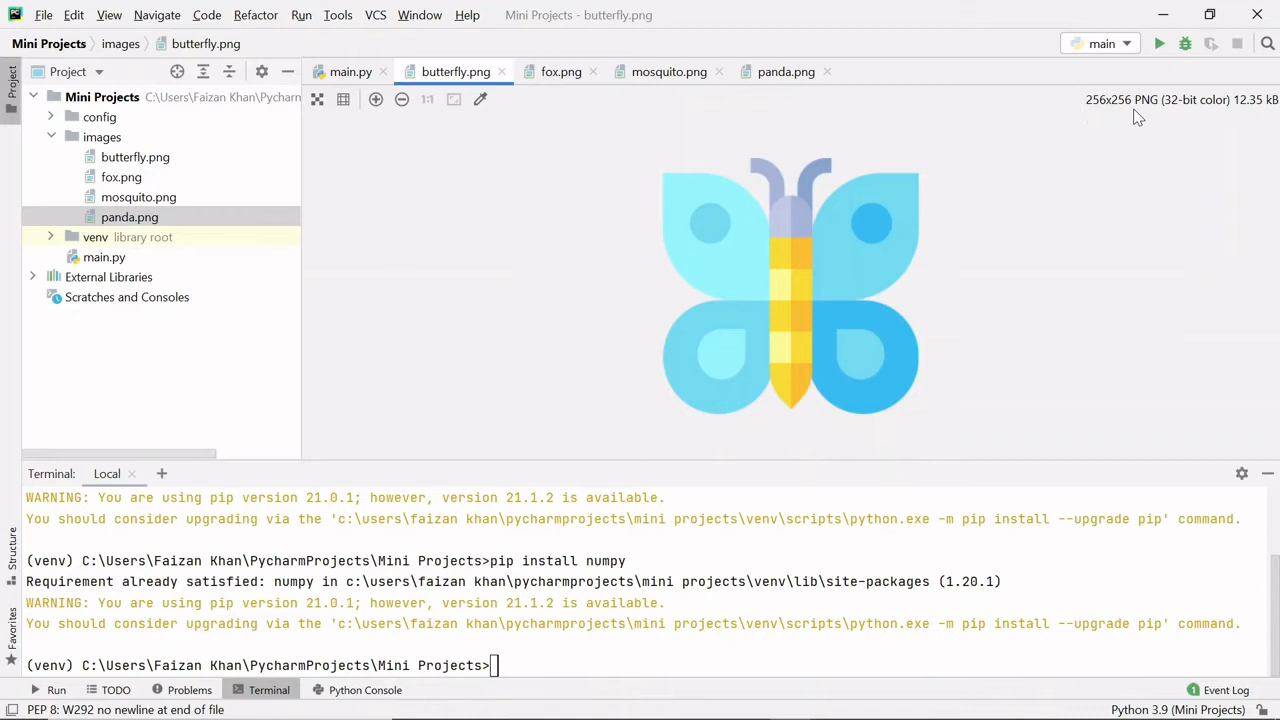 PC File Edit View Navigate Code Refactor Run Tools VCS Window Help Mini Projects - butterfly.png
Mini Projects images butterfly.png main
Project main.py butterfly.png fox.png mosquito.png panda.png
Project
1:1 256x256 PNG (32-bit color) 12.35 kB
Mini Projects C:\Users\Faizan Khan\Pycharm
config
images
butterfly.png
fox.png
mosquito.png
panda.png
venv library root
main.py
External Libraries
Scratches and Consoles
Terminal: Local
WARNING: You are using pip version 21.0.1; however, version 21.1.2 is available.
You should consider upgrading via the 'c:\users\faizan khan\pycharmprojects\mini projects\venv\scripts\python.exe -m pip install --upgrade pip' command.
(venv) C:\Users\Faizan Khan\PycharmProjects\Mini Projects>pip install numpy
Requirement already satisfied: numpy in c:\users\faizan khan\pycharmprojects\mini projects\venv\lib\site-packages (1.20.1)
WARNING: You are using pip version 21.0.1; however, version 21.1.2 is available.
You should consider upgrading via the 'c:\users\faizan khan\pycharmprojects\mini projects\venv\scripts\python.exe -m pip install --upgrade pip' command.
(venv) C:\Users\Faizan Khan\PycharmProjects\Mini Projects>
Structure
Favorites
Run TODO Problems Terminal Python Console 1 Event Log
PEP 8: W292 no newline at end of file Python 3.9 (Mini Projects)